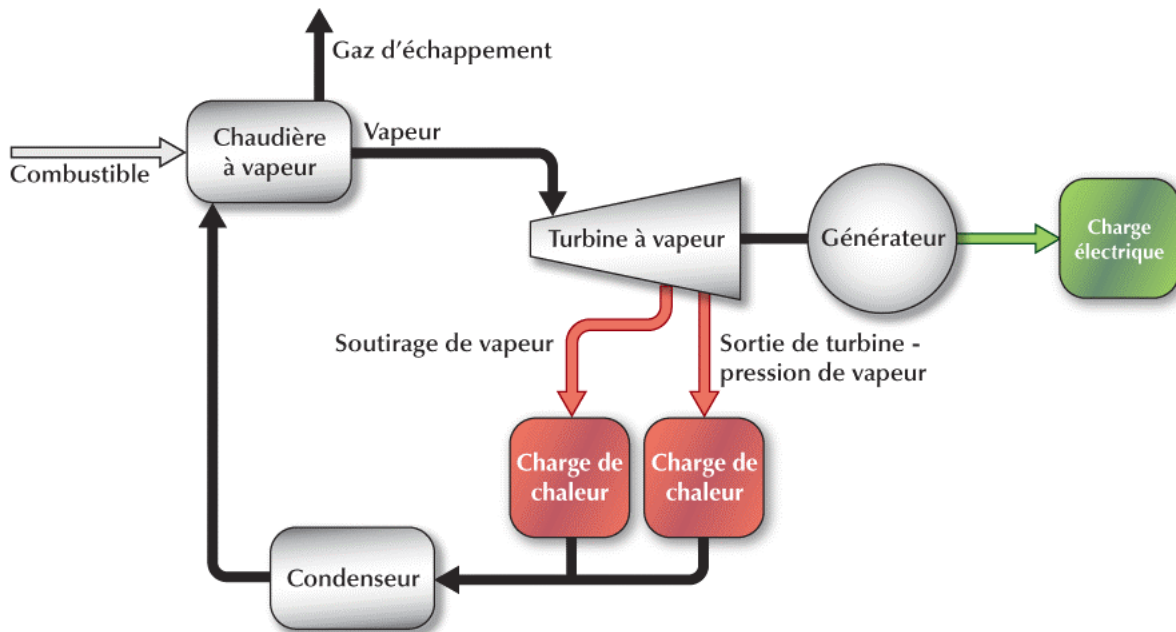 Gaz d'échappement
Chaudière
à vapeur
Vapeur
Combustible
Turbine à vapeur
Générateur
Charge
électrique
Soutirage de vapeur
Sortie de turbine -
pression de vapeur
Charge de
chaleur
Charge de
chaleur
Condenseur